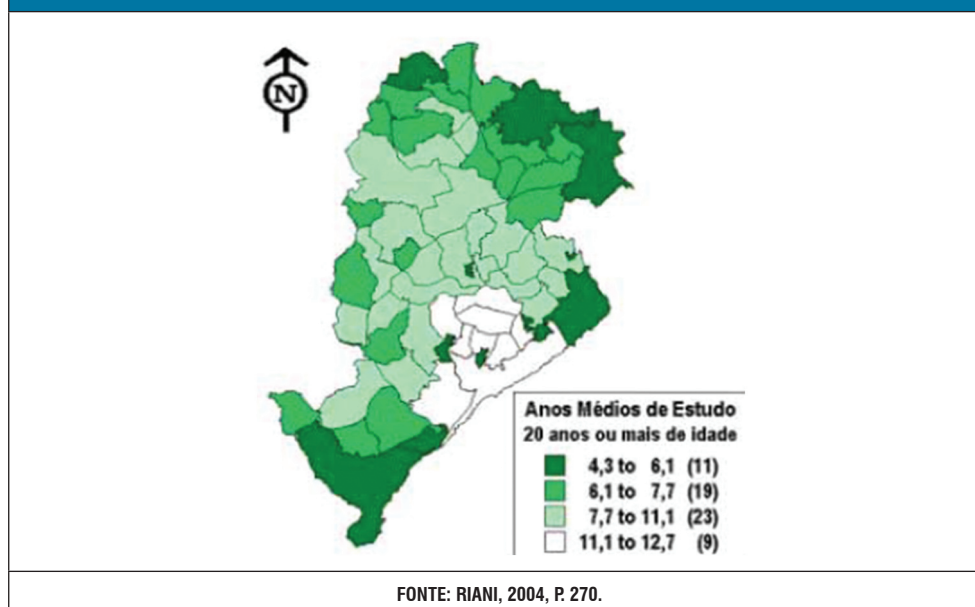 N
Anos Médios de Estudo
20 anos ou mais de idade
4,3 to 6,1 (11)
6,1 to 7,7 (19)
7,7 to 11,1 (23)
11,1 to 12,7 (9)
FONTE: RIANI, 2004, P. 270.